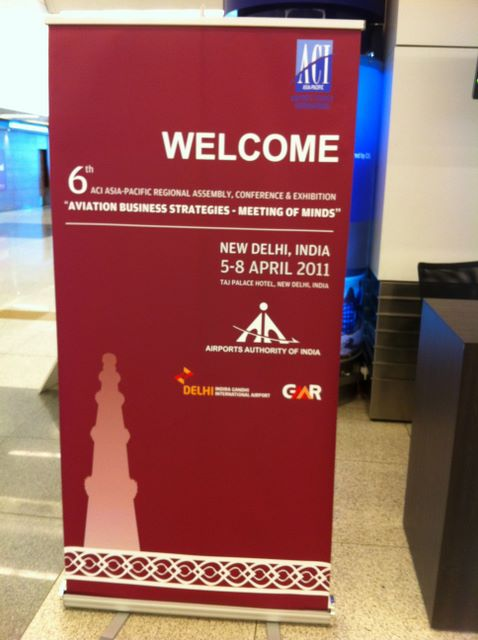 ACI
ASIA-PACIFIC
WELCOME
6th ACI ASIA-PACIFIC REGIONAL ASSEMBLY, CONFERENCE & EXHIBITION
"AVIATION BUSINESS STRATEGIES - MEETING OF MINDS"
NEW DELHI, INDIA
5-8 APRIL 2011
TAJ PALACE HOTEL, NEW DELHI, INDIA
AIRPORTS AUTHORITY OF INDIA
DELHI INDIRA GANDHI
INTERNATIONAL AIRPORT
GMR